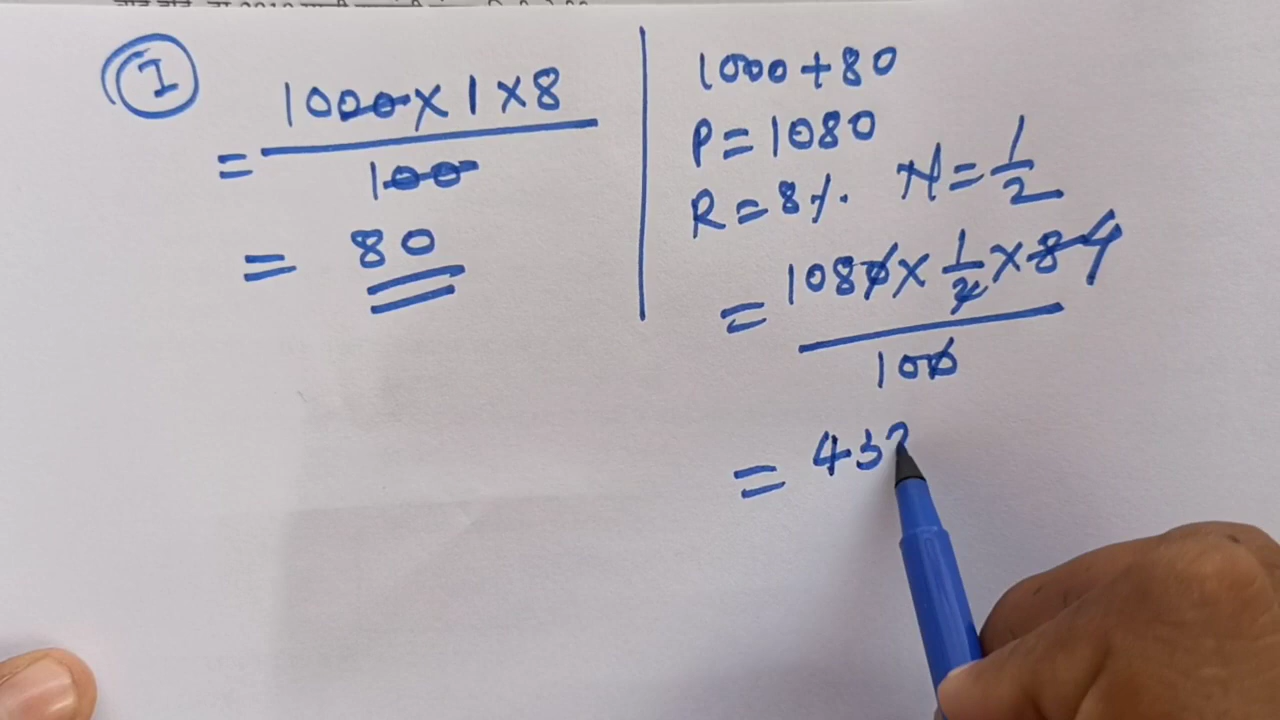 I
= 1000 × 1 × 8
100
= 80
1000 + 80
P = 1080
R = 8% N = 1/2
= 1080 × 1/2 × 8 4
100
= 432